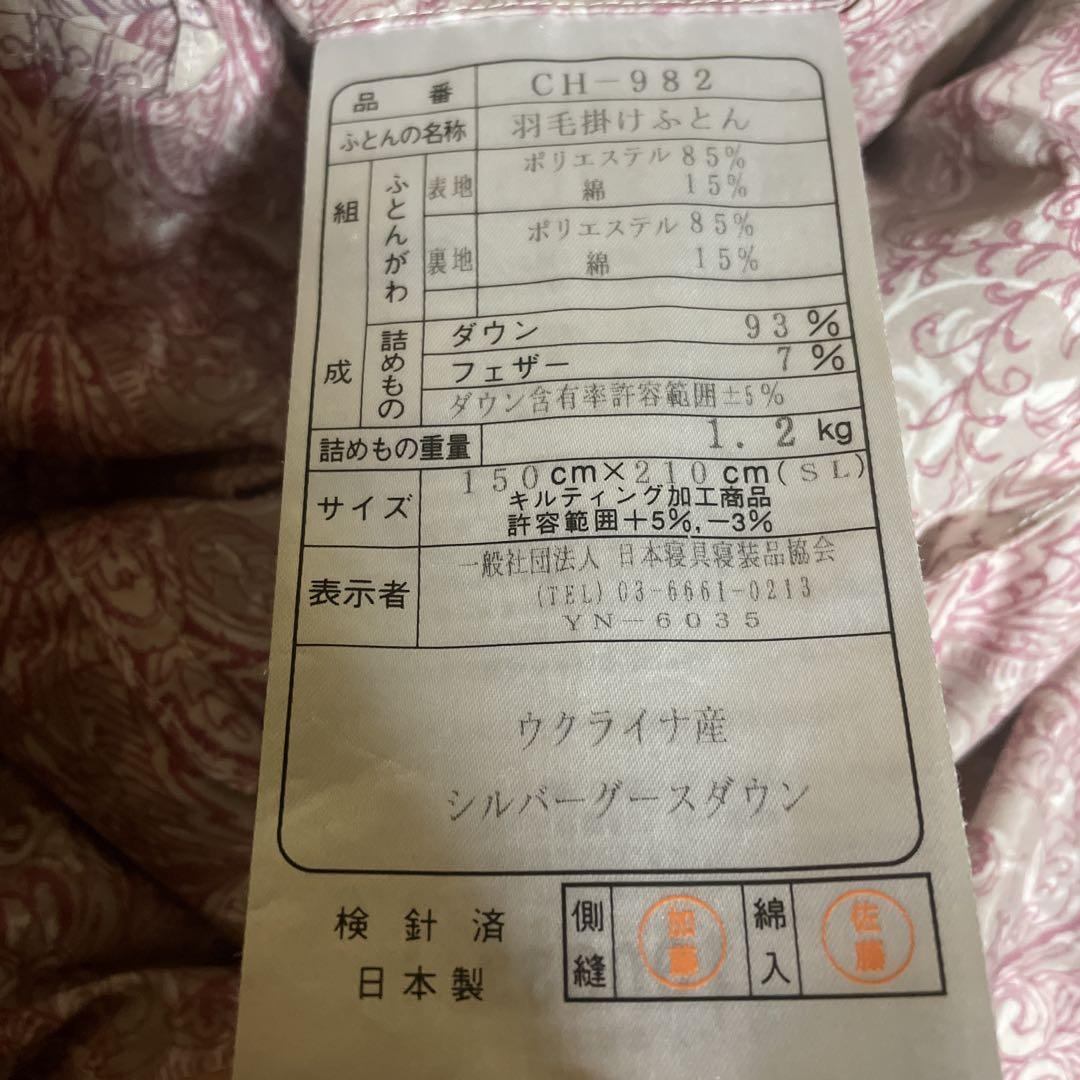 品番 CH-982
ふとんの名称 羽毛掛けふとん
組成 ふとんがわ 表地 ポリエステル 85%
綿 15%
裏地 ポリエステル 85%
綿 15%
詰めもの ダウン 93%
フェザー 7%
ダウン含有率許容範囲±5%
詰めもの重量 1.2kg
サイズ 150cm×210cm(SL)
キルティング加工商品
許容範囲+5%,-3%
表示者 一般社団法人 日本寝具寝装品協会
(TEL)03-6661-0213
YN-6035
ウクライナ産
シルバーグースダウン
検針済
日本製
側縫 加藤 綿入 佐藤